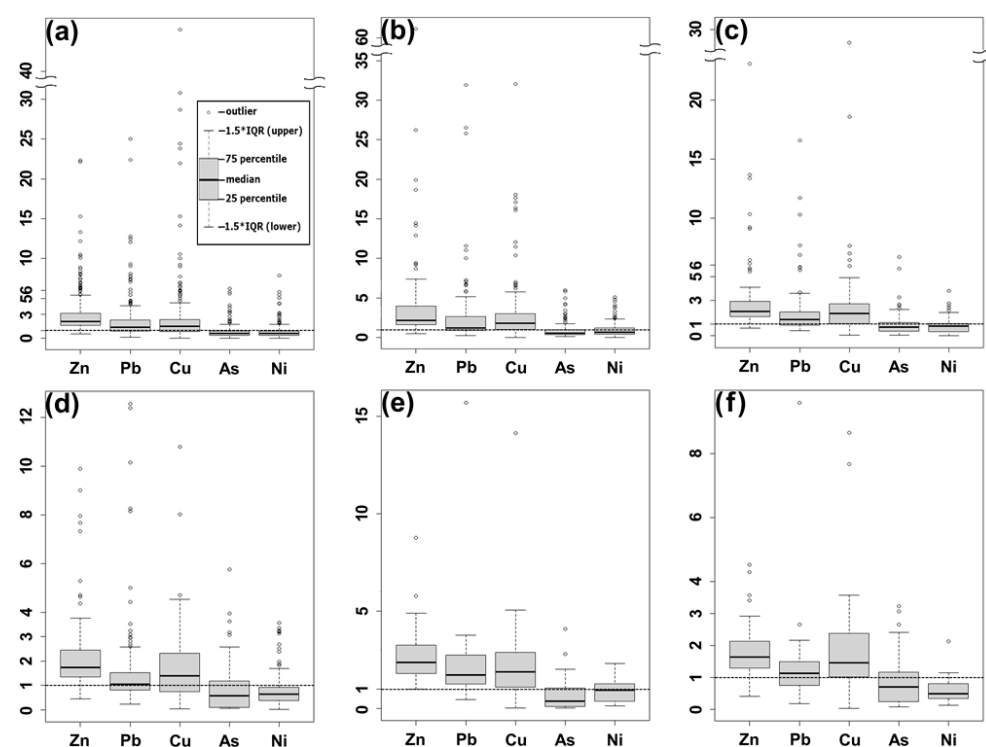 (a)
40
30
25
20
15
10
56
3
0
outlier
1.5*IQR (upper)
75 percentile
median
25 percentile
1.5*IQR (lower)
Zn Pb Cu As Ni
(b)
60
35
30
25
20
15
10
5
1
0
Zn Pb Cu As Ni
(c)
30
20
15
10
56
3
0 1
Zn Pb Cu As Ni
(d)
12
10
8
6
4
3
2
1
0
Zn Pb Cu As Ni
(e)
15
10
5
1
0
Zn Pb Cu As Ni
(f)
8
6
4
3
2
1
0
Zn Pb Cu As Ni